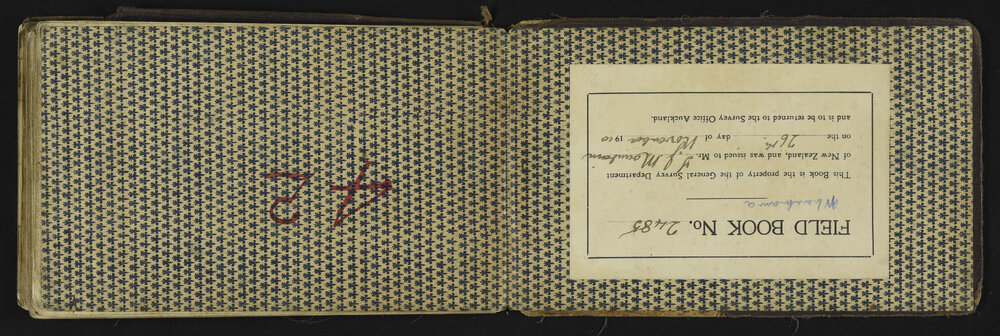 FIELD BOOK No. 2485
This Book is the property of the General Survey Department
of New Zealand, and was issued to Mr.
on the 26th day of November 1910
and is to be returned to the Survey Office Auckland.
42